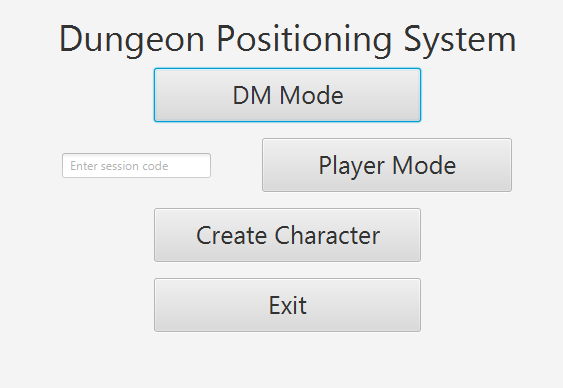 Dungeon Positioning System
DM Mode
Enter session code
Player Mode
Create Character
Exit